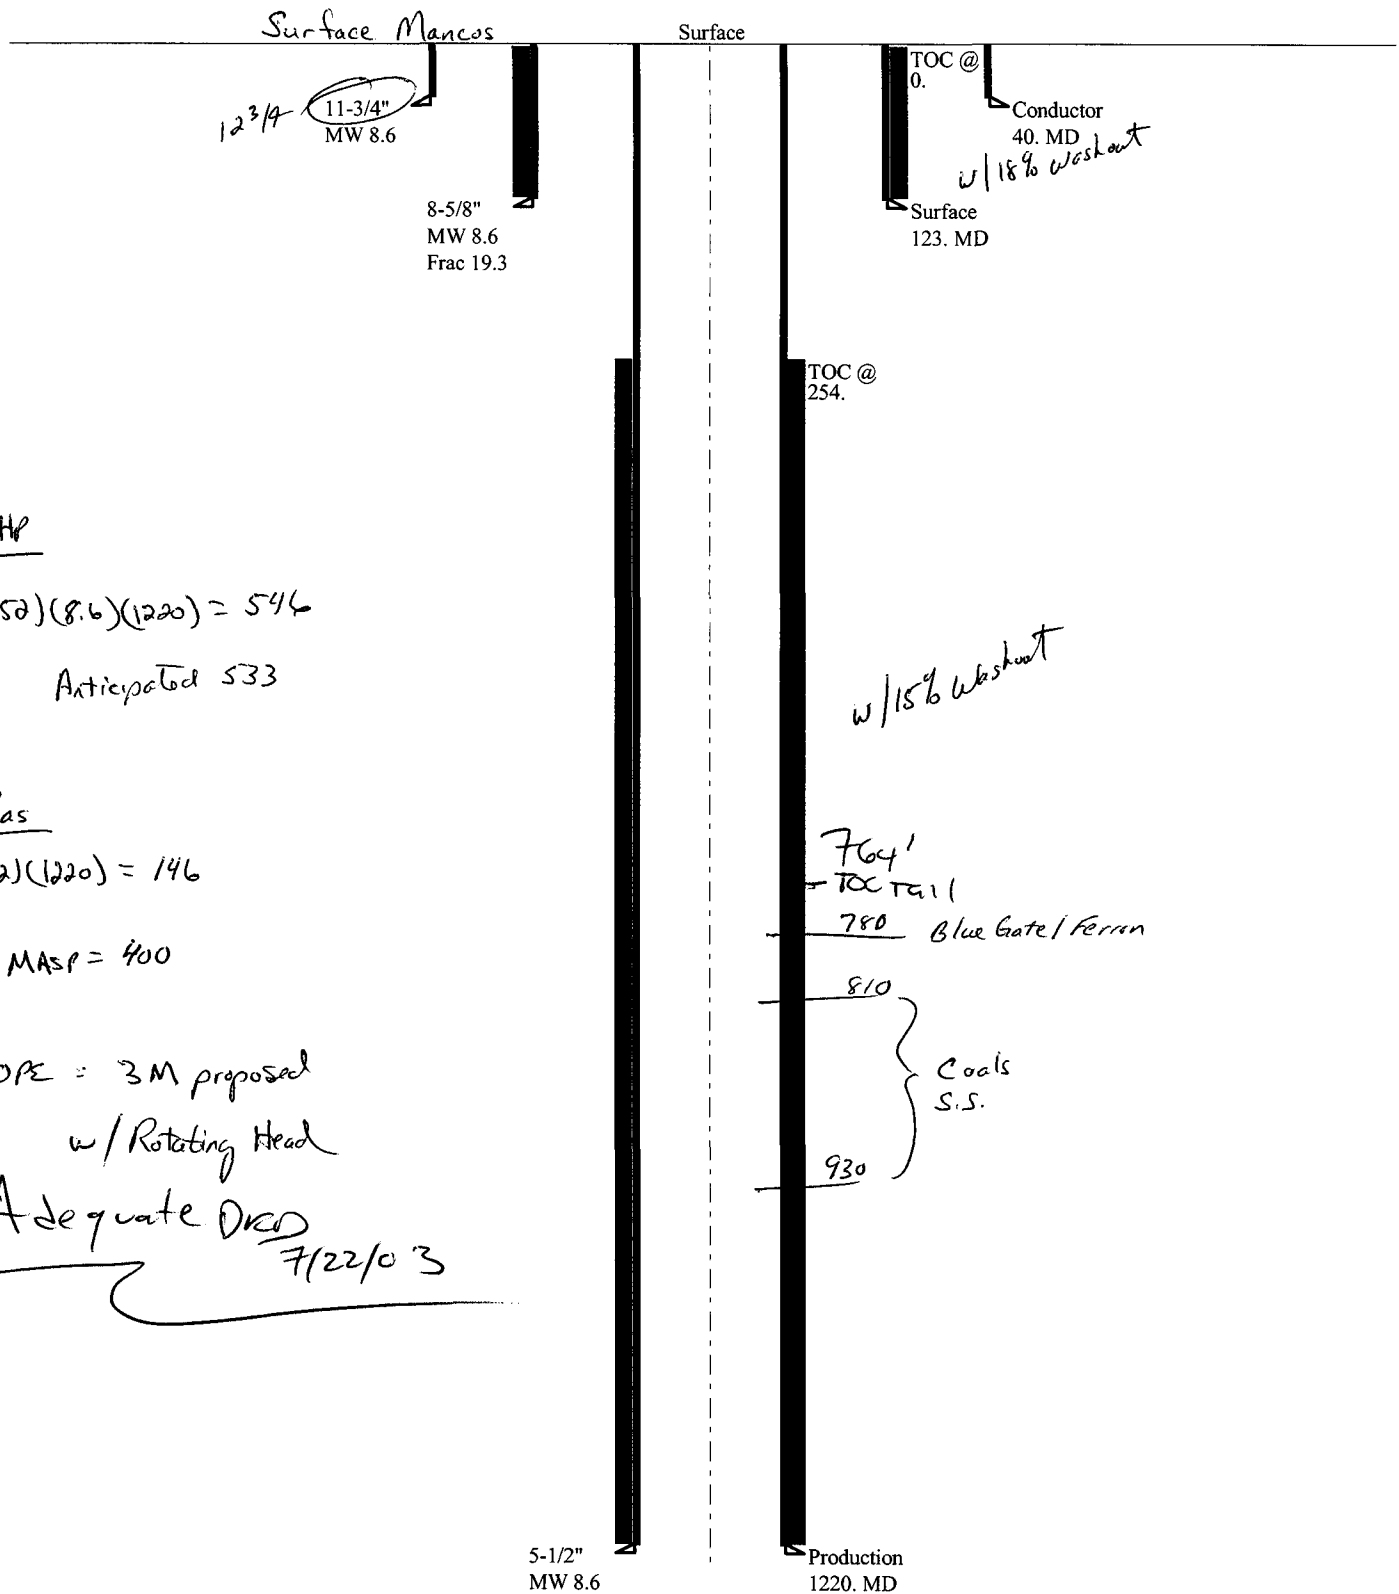 Surface Mancos
Surface
12 3/4
11-3/4"
MW 8.6
TOC @
0.
Conductor
40. MD
w/18% washout
8-5/8"
MW 8.6
Frac 19.3
Surface
123. MD
TOC @
254.
HP
52)(8.6)(1220) = 546
Anticipated 533
w/15% Washout
as
2)(1220) = 146
MASP = 400
764'
TOC Tail
780 Blue Gate/Ferron
810
Coals
S.S.
930
OPE = 3M proposed
w/ Rotating Head
Adequate
7/22/03
5-1/2"
MW 8.6
Production
1220. MD